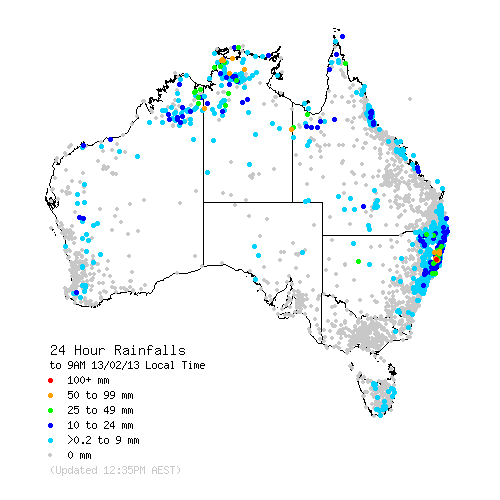 24 Hour Rainfalls
to 9AM 13/02/13 Local Time
100+ mm
50 to 99 mm
25 to 49 mm
10 to 24 mm
>0.2 to 9 mm
0 mm
(Updated 12:35PM AEST)